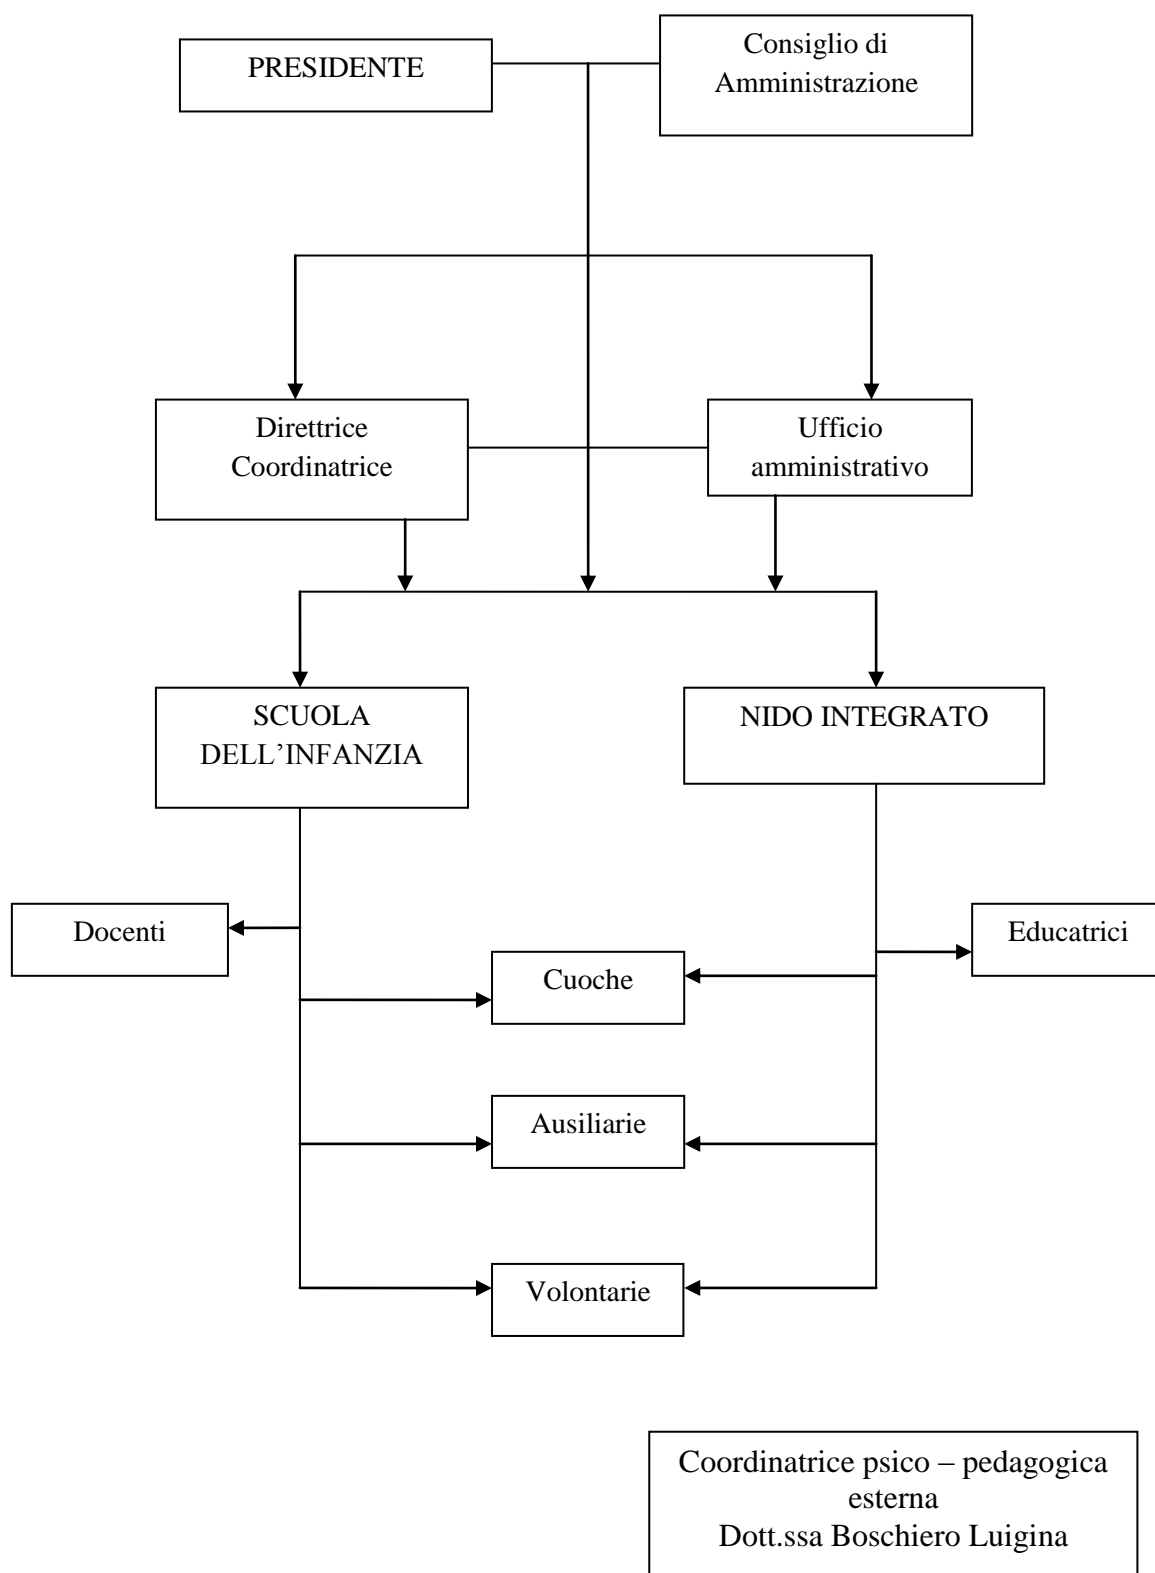 PRESIDENTE
Consiglio di
Amministrazione
Direttrice
Coordinatrice
Ufficio
amministrativo
SCUOLA
DELL’INFANZIA
NIDO INTEGRATO
Docenti
Educatrici
Cuoche
Ausiliarie
Volontarie
Coordinatrice psico – pedagogica
esterna
Dott.ssa Boschiero Luigina